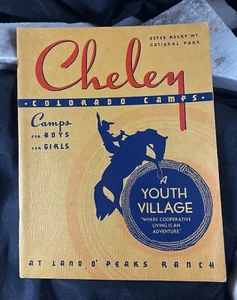 ESTES ROCKY MT.
NATIONAL PARK
Cheley
COLORADO CAMPS
Camps
FOR BOYS
FOR GIRLS
A
YOUTH
VILLAGE
"WHERE COOPERATIVE
LIVING IS AN
ADVENTURE"
AT LAND O' PEAKS RANCH